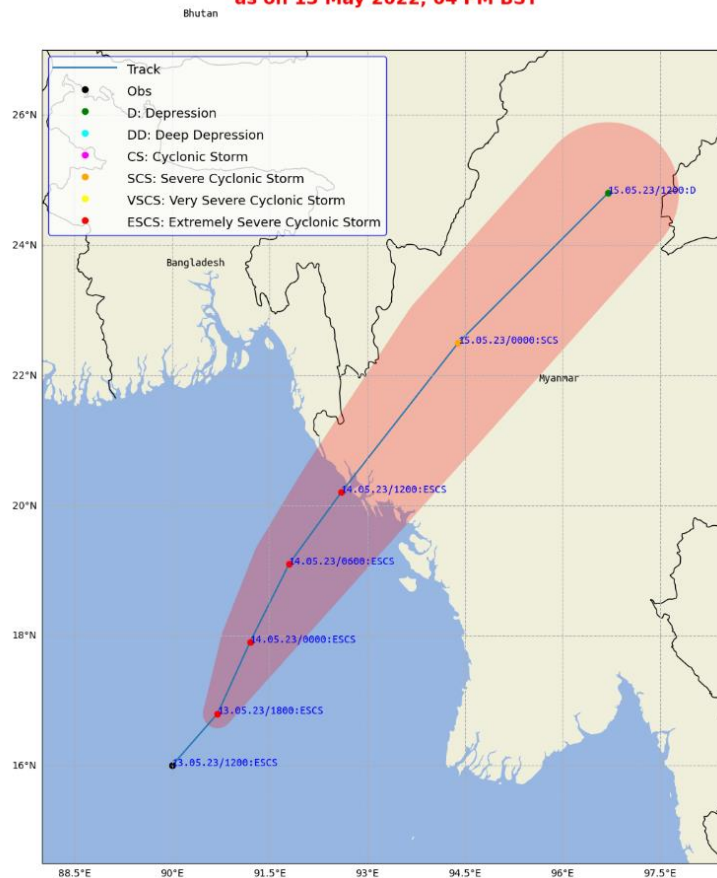 as on 13 May 2022, 04 PM BST
Bhutan
Track
Obs
D: Depression
DD: Deep Depression
CS: Cyclonic Storm
SCS: Severe Cyclonic Storm
VSCS: Very Severe Cyclonic Storm
ESCS: Extremely Severe Cyclonic Storm
26°N
15.05.23/1200:D
24°N
Bangladesh
15.05.23/0000:SCS
22°N
Myanmar
14.05.23/1200:ESCS
20°N
14.05.23/0600:ESCS
18°N
14.05.23/0000:ESCS
13.05.23/1800:ESCS
16°N
13.05.23/1200:ESCS
88.5°E 90°E 91.5°E 93°E 94.5°E 96°E 97.5°E